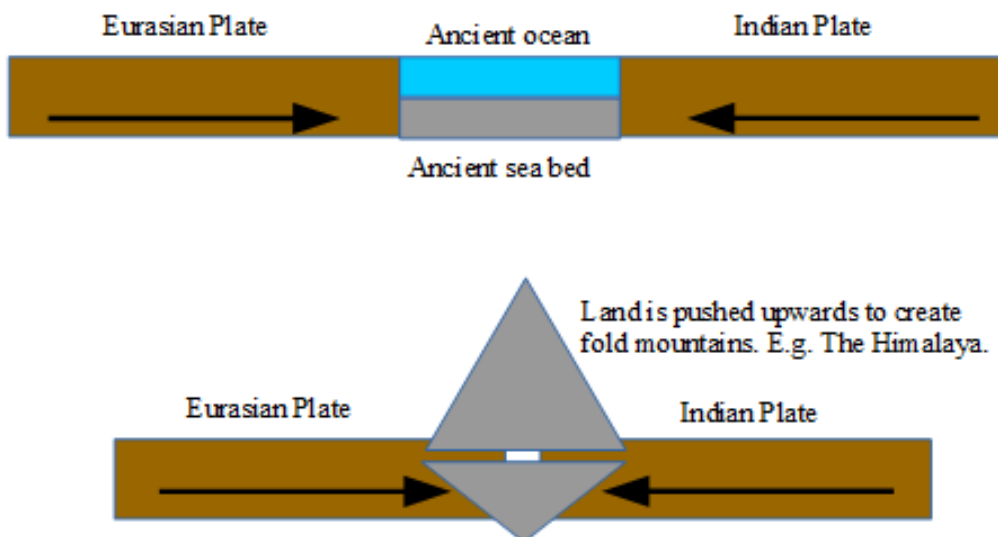 Eurasian Plate
Ancient ocean
Indian Plate
Ancient sea bed
Land is pushed upwards to create
fold mountains. E.g. The Himalaya.
Eurasian Plate
Indian Plate